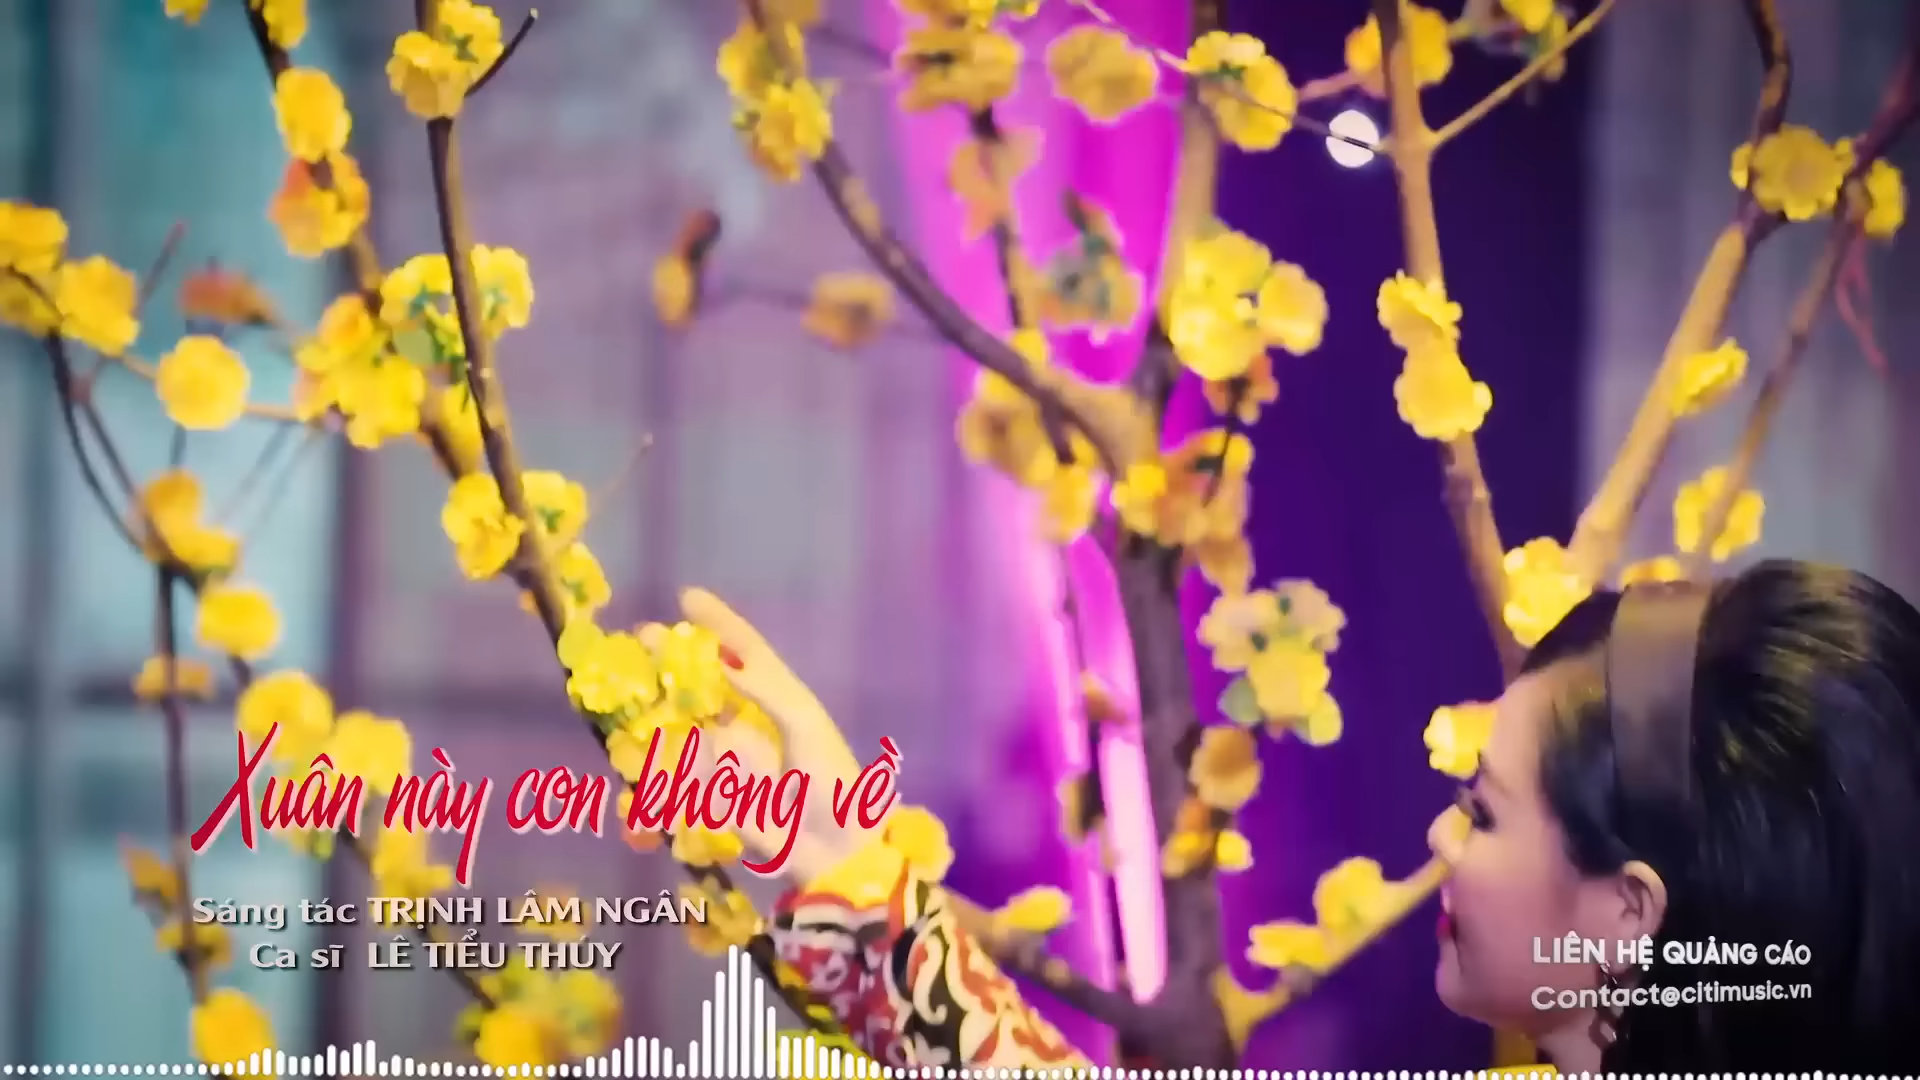 Xuân này con không về
Sáng tác TRỊNH LÂM NGÂN
Ca sĩ LÊ TIỂU THÚY
LIÊN HỆ QUẢNG CÁO
Contact@citimusic.vn